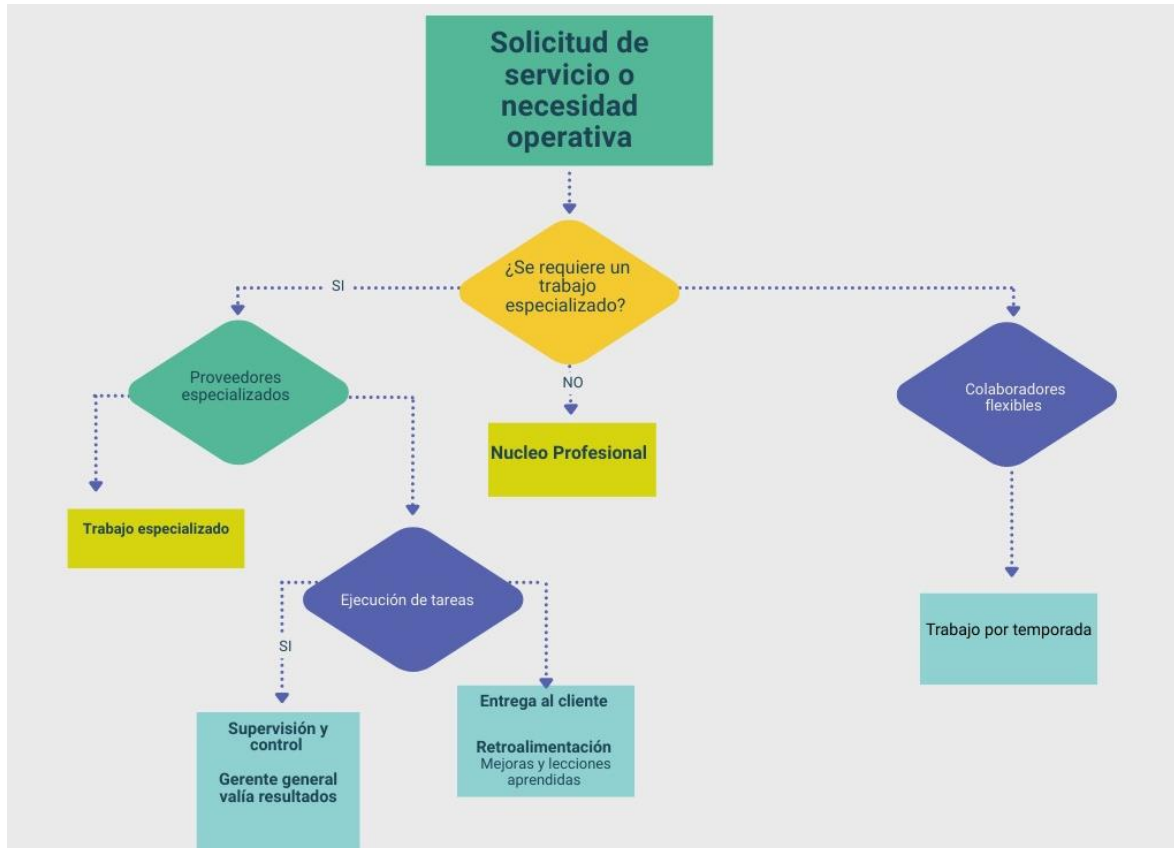 Solicitud de
servicio o
necesidad
operativa
¿Se requiere un
trabajo
especializado?
SI
NO
Proveedores
especializados
Colaboradores
flexibles
Nucleo Profesional
Trabajo especializado
Ejecución de tareas
Trabajo por temporada
SI
Supervisión y
control
Gerente general
valía resultados
Entrega al cliente
Retroalimentación
Mejoras y lecciones
aprendidas